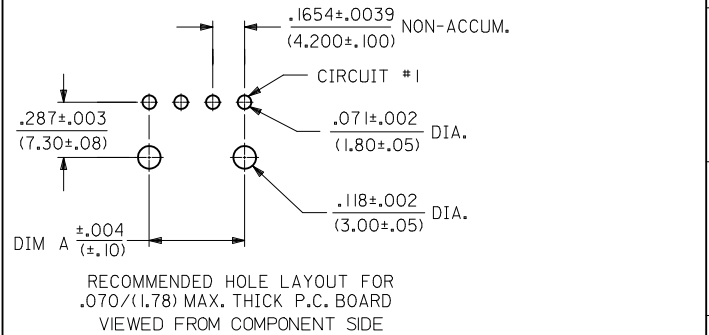 .1654±.0039
(4.200±.100) NON-ACCUM.
CIRCUIT #1
.287±.003
(7.30±.08)
.071±.002
(1.80±.05) DIA.
.118±.002
(3.00±.05) DIA.
DIM A ±.004
(±.10)
RECOMMENDED HOLE LAYOUT FOR
.070/(1.78) MAX. THICK P.C. BOARD
VIEWED FROM COMPONENT SIDE